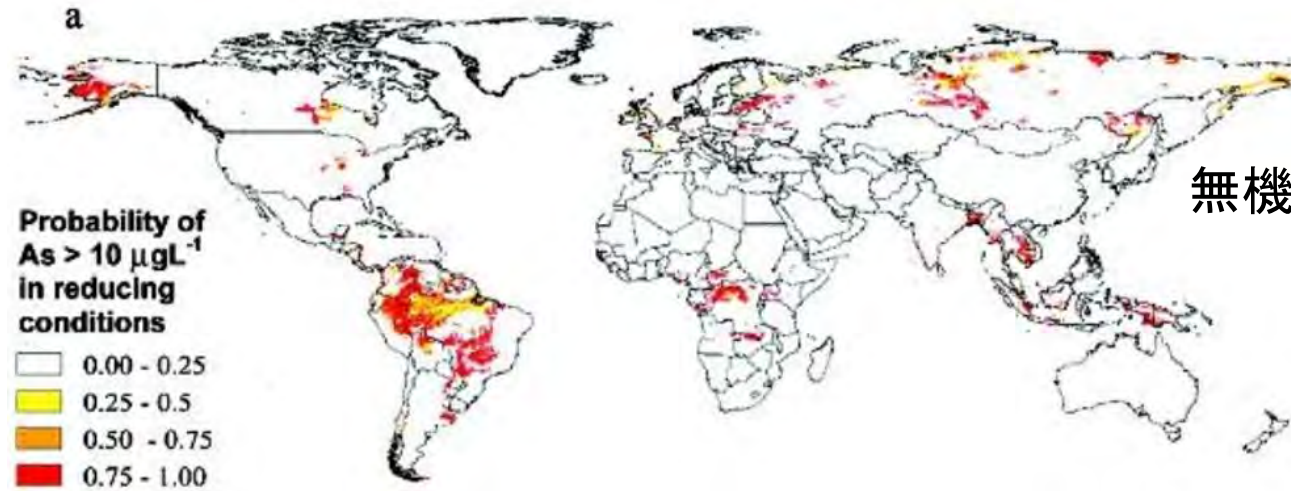 a
無機
Probability of
As > 10 µgL⁻¹
in reducing
conditions
0.00 - 0.25
0.25 - 0.5
0.50 - 0.75
0.75 - 1.00